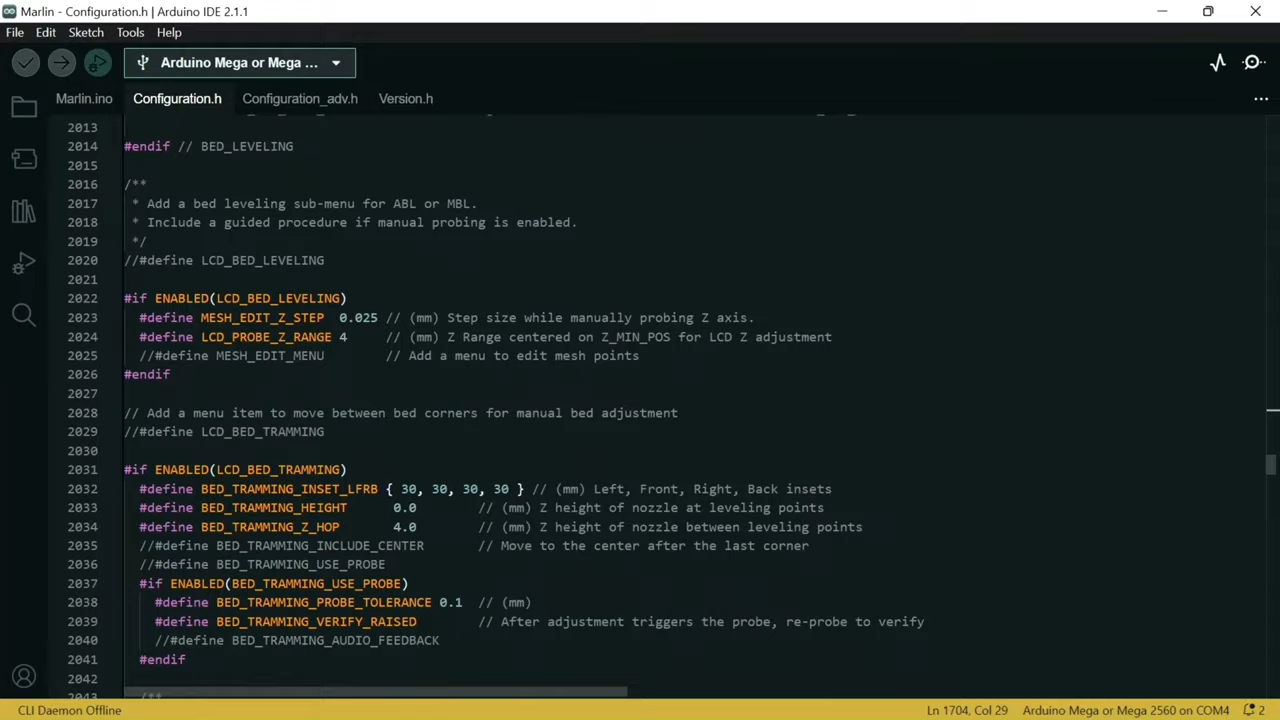 Marlin - Configuration.h | Arduino IDE 2.1.1
File Edit Sketch Tools Help
Arduino Mega or Mega ...
Marlin.ino Configuration.h Configuration_adv.h Version.h
2013
2014 #endif // BED_LEVELING
2015
2016 /**
2017 * Add a bed leveling sub-menu for ABL or MBL.
2018 * Include a guided procedure if manual probing is enabled.
2019 */
2020 //#define LCD_BED_LEVELING
2021
2022 #if ENABLED(LCD_BED_LEVELING)
2023 #define MESH_EDIT_Z_STEP 0.025 // (mm) Step size while manually probing Z axis.
2024 #define LCD_PROBE_Z_RANGE 4 // (mm) Z Range centered on Z_MIN_POS for LCD Z adjustment
2025 //#define MESH_EDIT_MENU // Add a menu to edit mesh points
2026 #endif
2027
2028 // Add a menu item to move between bed corners for manual bed adjustment
2029 //#define LCD_BED_TRAMMING
2030
2031 #if ENABLED(LCD_BED_TRAMMING)
2032 #define BED_TRAMMING_INSET_LFRB { 30, 30, 30, 30 } // (mm) Left, Front, Right, Back insets
2033 #define BED_TRAMMING_HEIGHT 0.0 // (mm) Z height of nozzle at leveling points
2034 #define BED_TRAMMING_Z_HOP 4.0 // (mm) Z height of nozzle between leveling points
2035 //#define BED_TRAMMING_INCLUDE_CENTER // Move to the center after the last corner
2036 //#define BED_TRAMMING_USE_PROBE
2037 #if ENABLED(BED_TRAMMING_USE_PROBE)
2038 #define BED_TRAMMING_PROBE_TOLERANCE 0.1 // (mm)
2039 #define BED_TRAMMING_VERIFY_RAISED // After adjustment triggers the probe, re-probe to verify
2040 //#define BED_TRAMMING_AUDIO_FEEDBACK
2041 #endif
2042
2043 /**
CLI Daemon Offline Ln 1704, Col 29 Arduino Mega or Mega 2560 on COM4 2